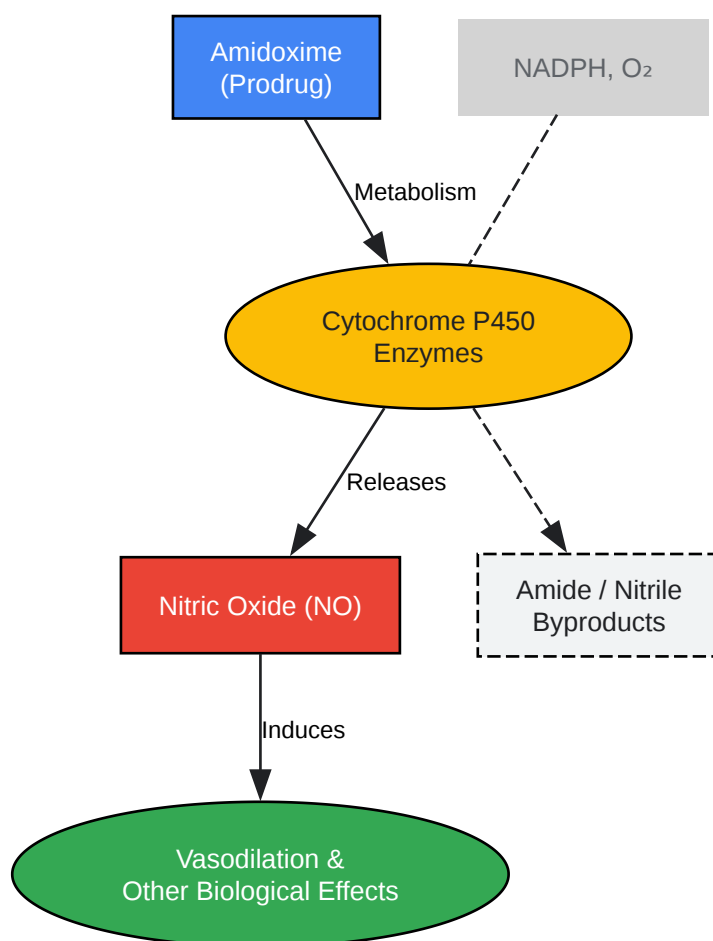 Amidoxime
(Prodrug)
NADPH, O₂
Metabolism
Cytochrome P450
Enzymes
Releases
Nitric Oxide (NO)
Amide / Nitrile
Byproducts
Induces
Vasodilation &
Other Biological Effects